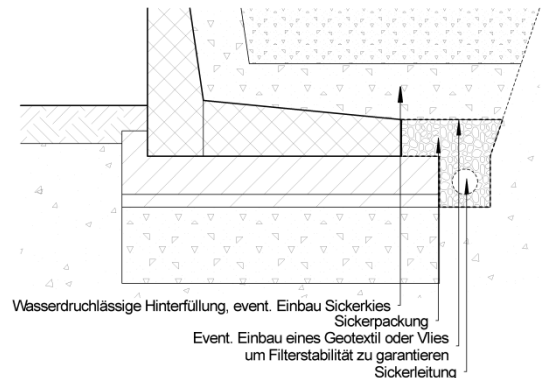 Wasserdruchlässige Hinterfüllung, event. Einbau Sickerkies
Sickerpackung
Event. Einbau eines Geotextil oder Vlies
um Filterstabilität zu garantieren
Sickerleitung